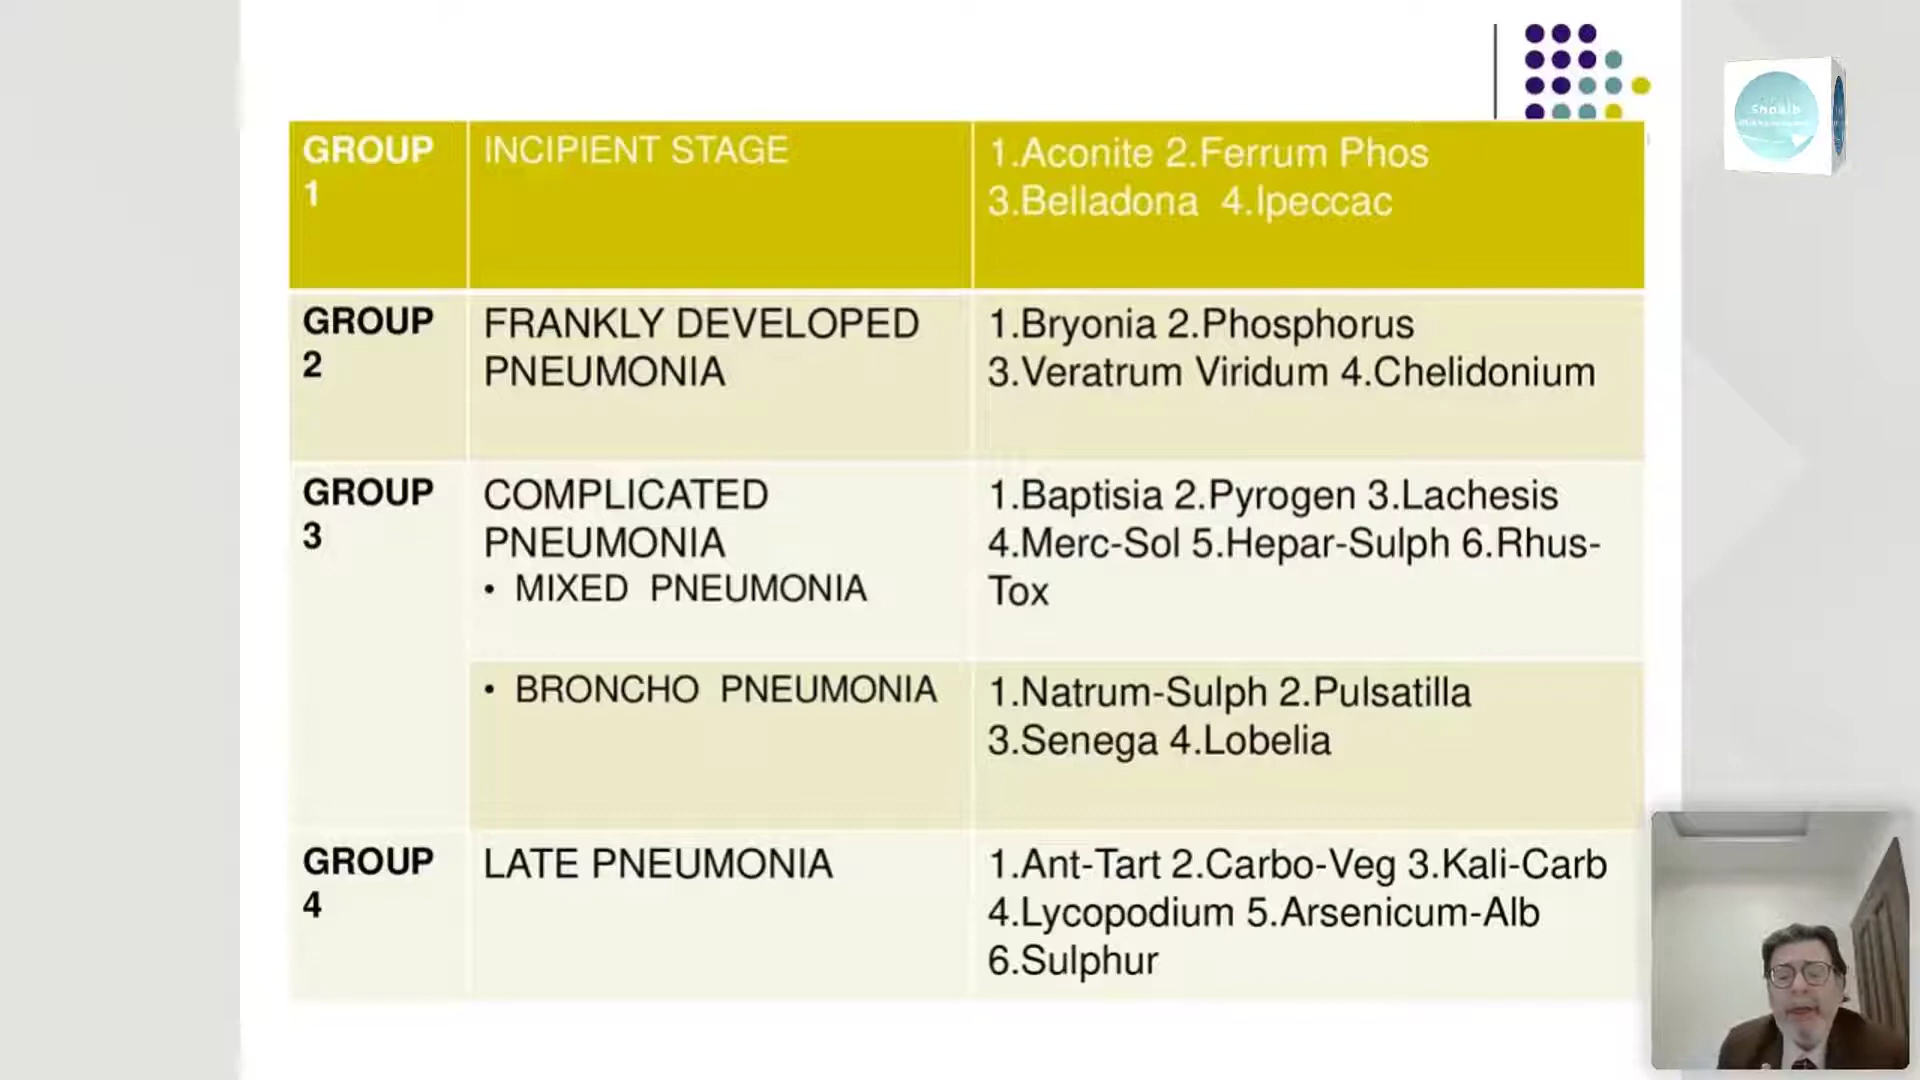 GROUP
1
INCIPIENT STAGE
1.Aconite 2.Ferrum Phos
3.Belladona 4.Ipeccac
GROUP
2
FRANKLY DEVELOPED
PNEUMONIA
1.Bryonia 2.Phosphorus
3.Veratrum Viridum 4.Chelidonium
GROUP
3
COMPLICATED
PNEUMONIA
• MIXED PNEUMONIA
1.Baptisia 2.Pyrogen 3.Lachesis
4.Merc-Sol 5.Hepar-Sulph 6.Rhus-
Tox
• BRONCHO PNEUMONIA
1.Natrum-Sulph 2.Pulsatilla
3.Senega 4.Lobelia
GROUP
4
LATE PNEUMONIA
1.Ant-Tart 2.Carbo-Veg 3.Kali-Carb
4.Lycopodium 5.Arsenicum-Alb
6.Sulphur
Shoaib